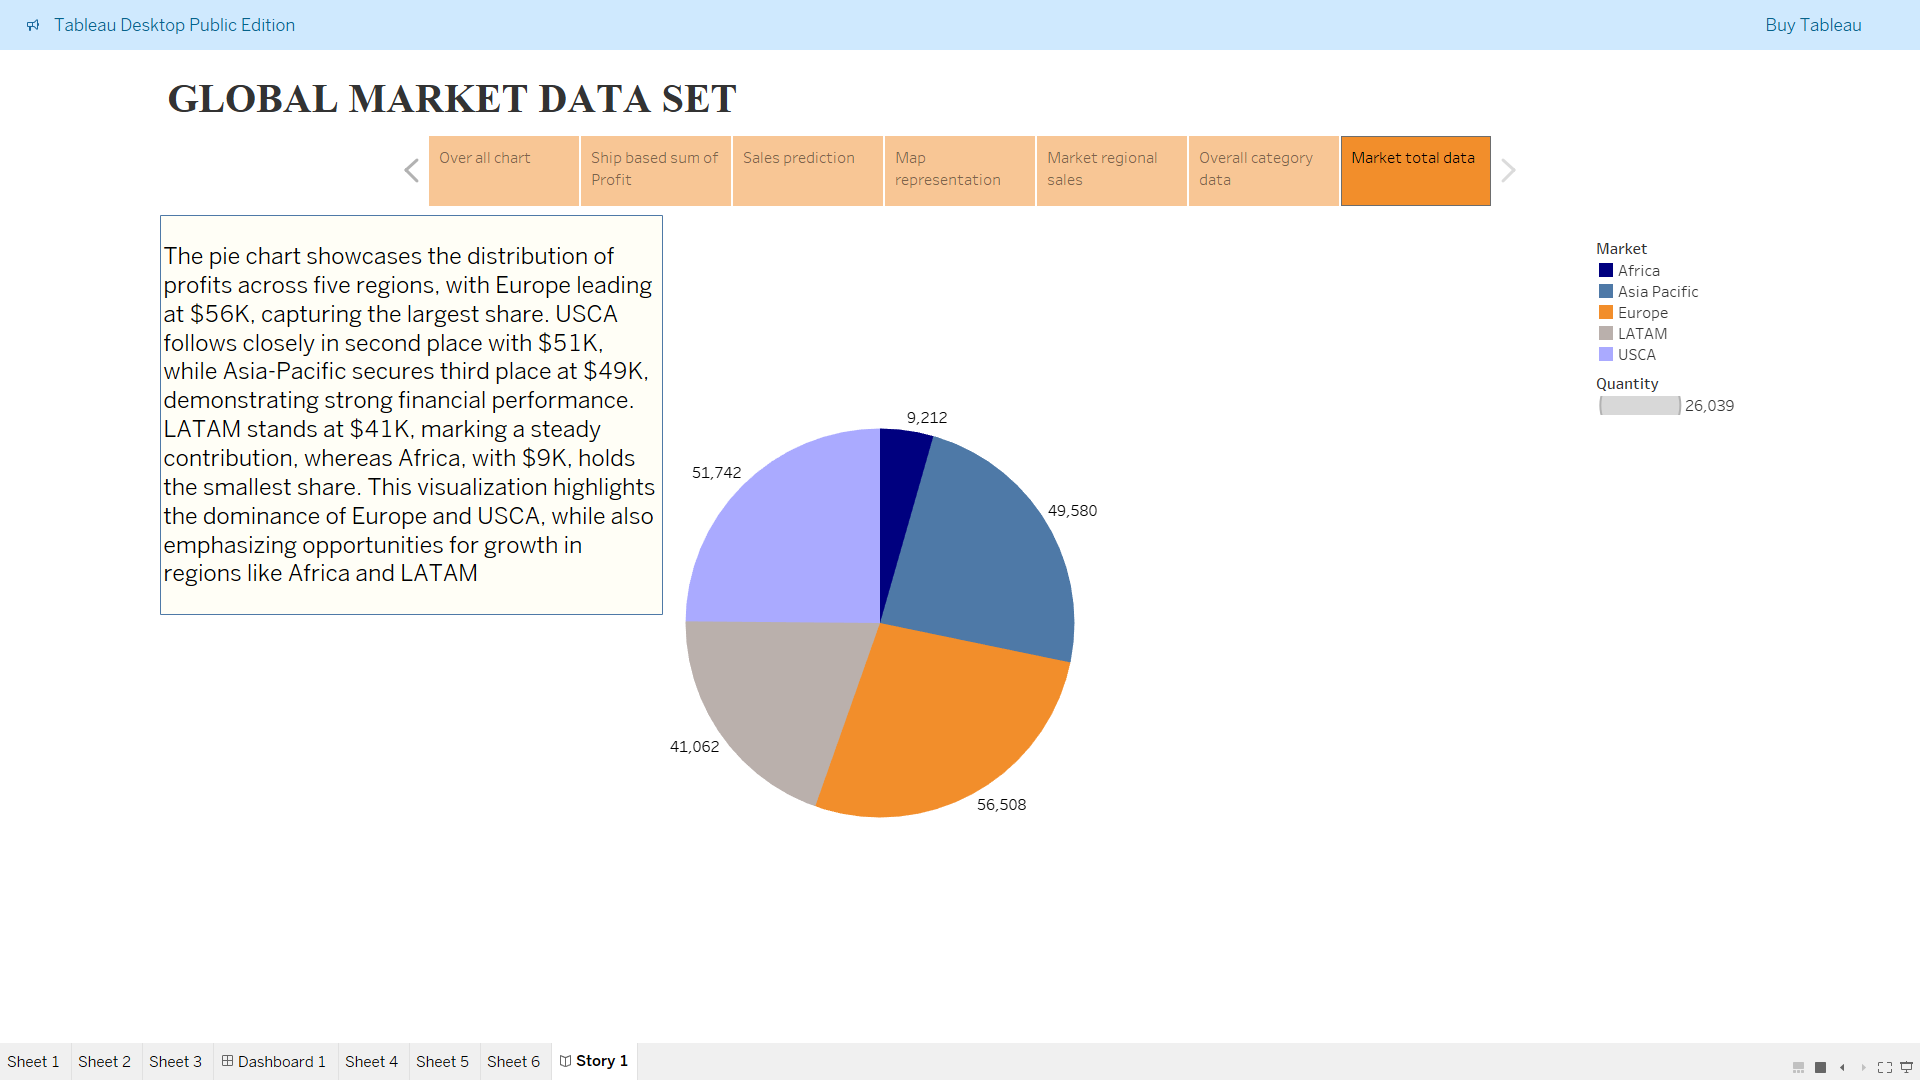 Tableau Desktop Public Edition
Buy Tableau
GLOBAL MARKET DATA SET
Over all chart
Ship based sum of
Profit
Sales prediction
Map
representation
Market regional
sales
Overall category
data
Market total data
The pie chart showcases the distribution of
profits across five regions, with Europe leading
at $56K, capturing the largest share. USCA
follows closely in second place with $51K,
while Asia-Pacific secures third place at $49K,
demonstrating strong financial performance.
LATAM stands at $41K, marking a steady
contribution, whereas Africa, with $9K, holds
the smallest share. This visualization highlights
the dominance of Europe and USCA, while also
emphasizing opportunities for growth in
regions like Africa and LATAM
9,212
51,742
49,580
41,062
56,508
Market
Africa
Asia Pacific
Europe
LATAM
USCA
Quantity
26,039
Sheet 1
Sheet 2
Sheet 3
Dashboard 1
Sheet 4
Sheet 5
Sheet 6
Story 1